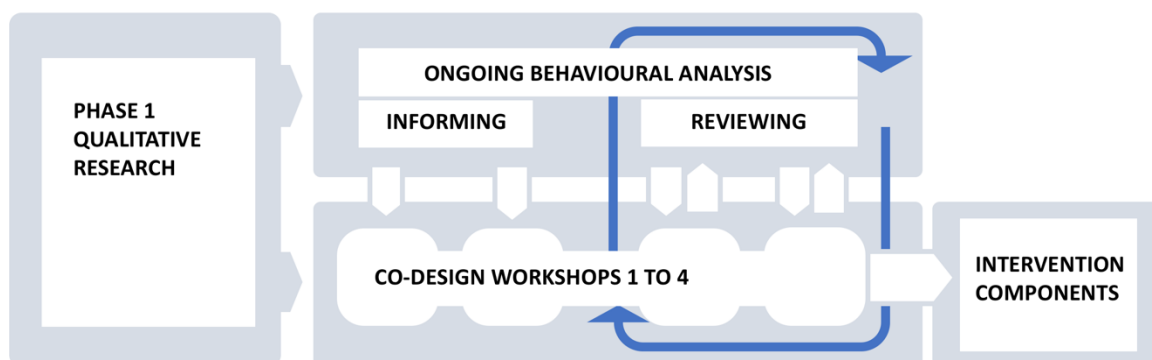 PHASE 1
QUALITATIVE
RESEARCH
ONGOING BEHAVIOURAL ANALYSIS
INFORMING
REVIEWING
CO-DESIGN WORKSHOPS 1 TO 4
INTERVENTION
COMPONENTS